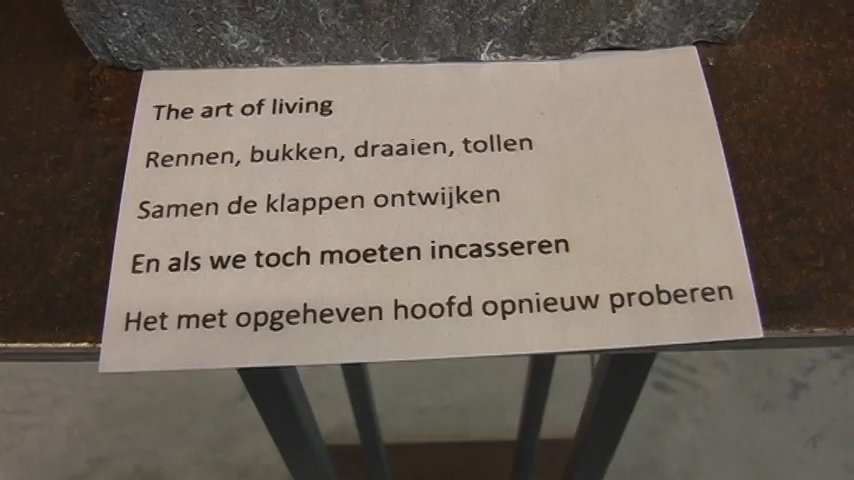 The art of living
Rennen, bukken, draaien, tollen
Samen de klappen ontwijken
En als we toch moeten incasseren
Het met opgeheven hoofd opnieuw proberen